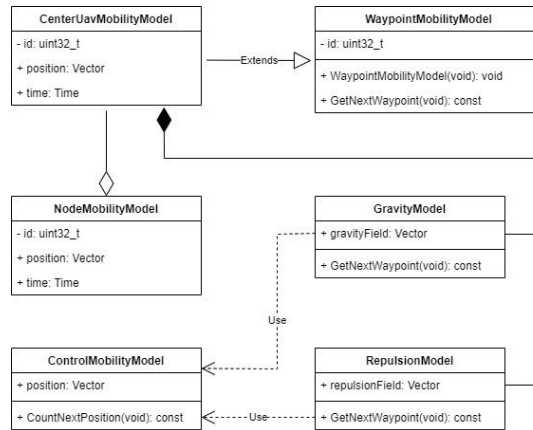 CenterUavMobilityModel
- id: uint32_t
+ position: Vector
+ time: Time
Extends
WaypointMobilityModel
- id: uint32_t
+ WaypointMobilityModel(void): void
+ GetNextWaypoint(void): const
NodeMobilityModel
- id: uint32_t
+ position: Vector
+ time: Time
GravityModel
+ gravityField: Vector
+ GetNextWaypoint(void): const
Use
ControlMobilityModel
+ position: Vector
+ CountNextPosition(void): const
Use
RepulsionModel
+ repulsionField: Vector
+ GetNextWaypoint(void): const